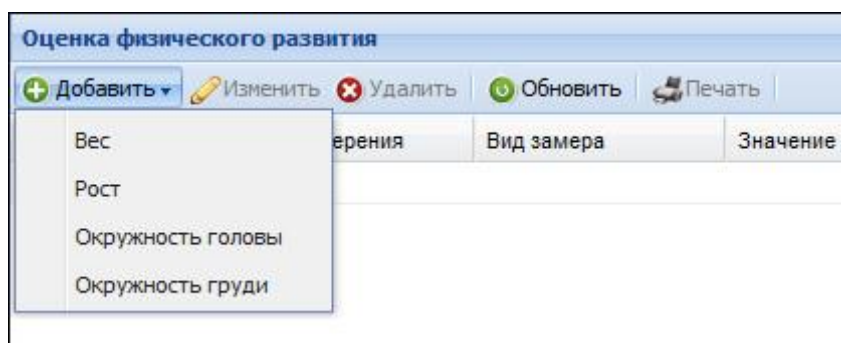 Оценка физического развития
Добавить Изменить Удалить Обновить Печать
Вид замера Значение
Вес
Рост
Окружность головы
Окружность груди